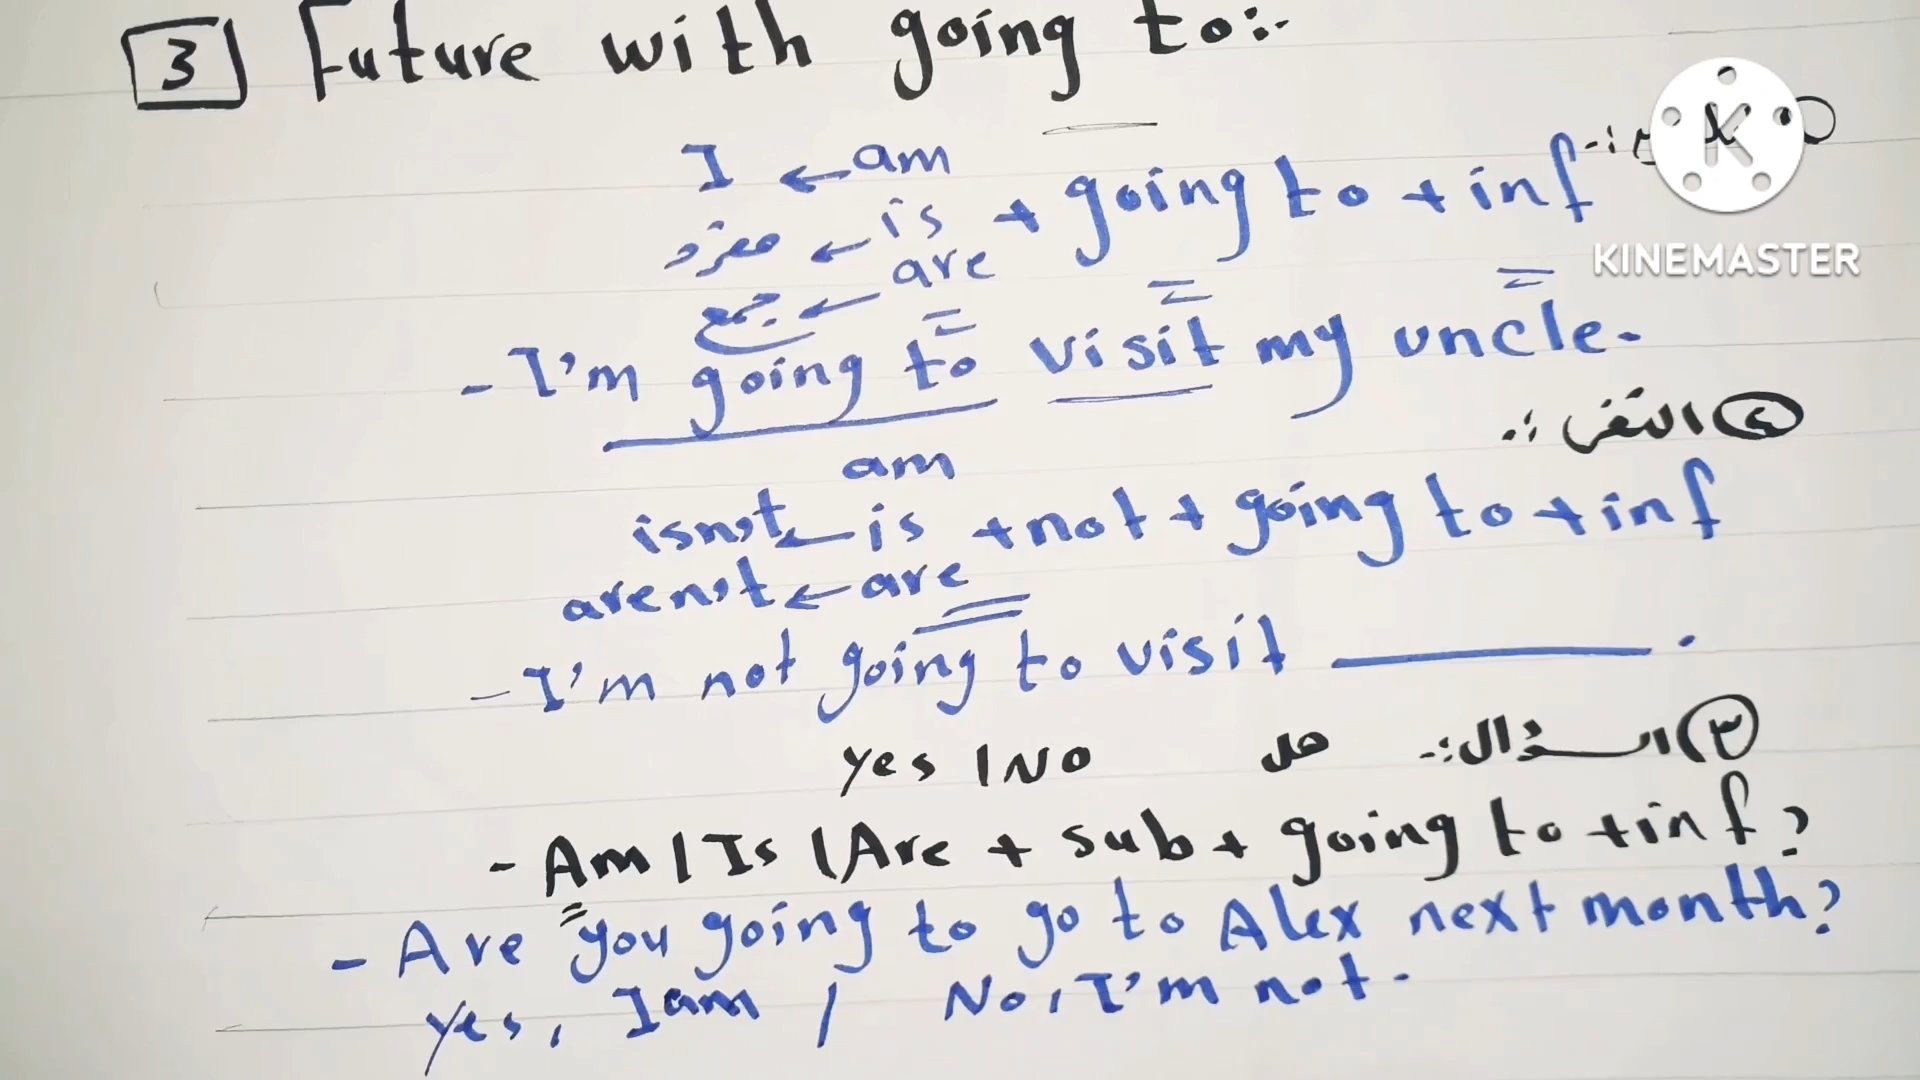 3 Future with going to:-
I ← am
مفرد ← is + going to + inf
جمع ← are
KINEMASTER
- I'm going to visit my uncle.
② النفى :-
am
isn't ← is + not + going to + inf
aren't ← are
- I'm not going to visit ______ .
③ السؤال :- هل yes / No
- Am / Is / Are + sub + going to + inf ?
- Are you going to go to Alex next month?
yes, I am / No, I'm not.